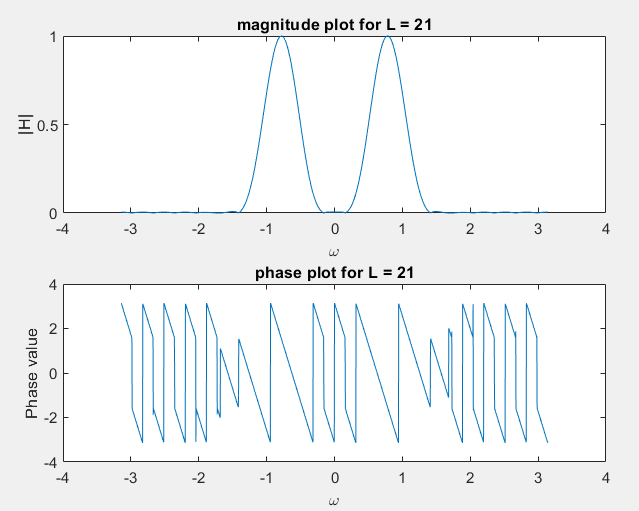 magnitude plot for L = 21
1
0.5
0
|H|
-4 -3 -2 -1 0 1 2 3 4
ω
phase plot for L = 21
4
2
0
-2
-4
Phase value
-4 -3 -2 -1 0 1 2 3 4
ω